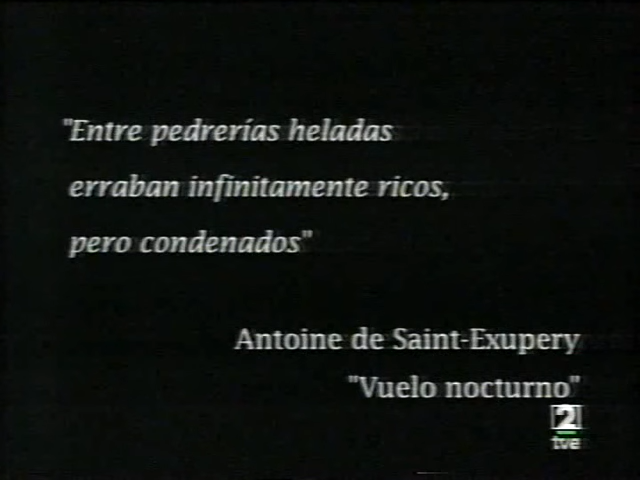 "Entre pedrerías heladas
erraban infinitamente ricos,
pero condenados"
Antoine de Saint-Exupery
"Vuelo nocturno"
2
tve